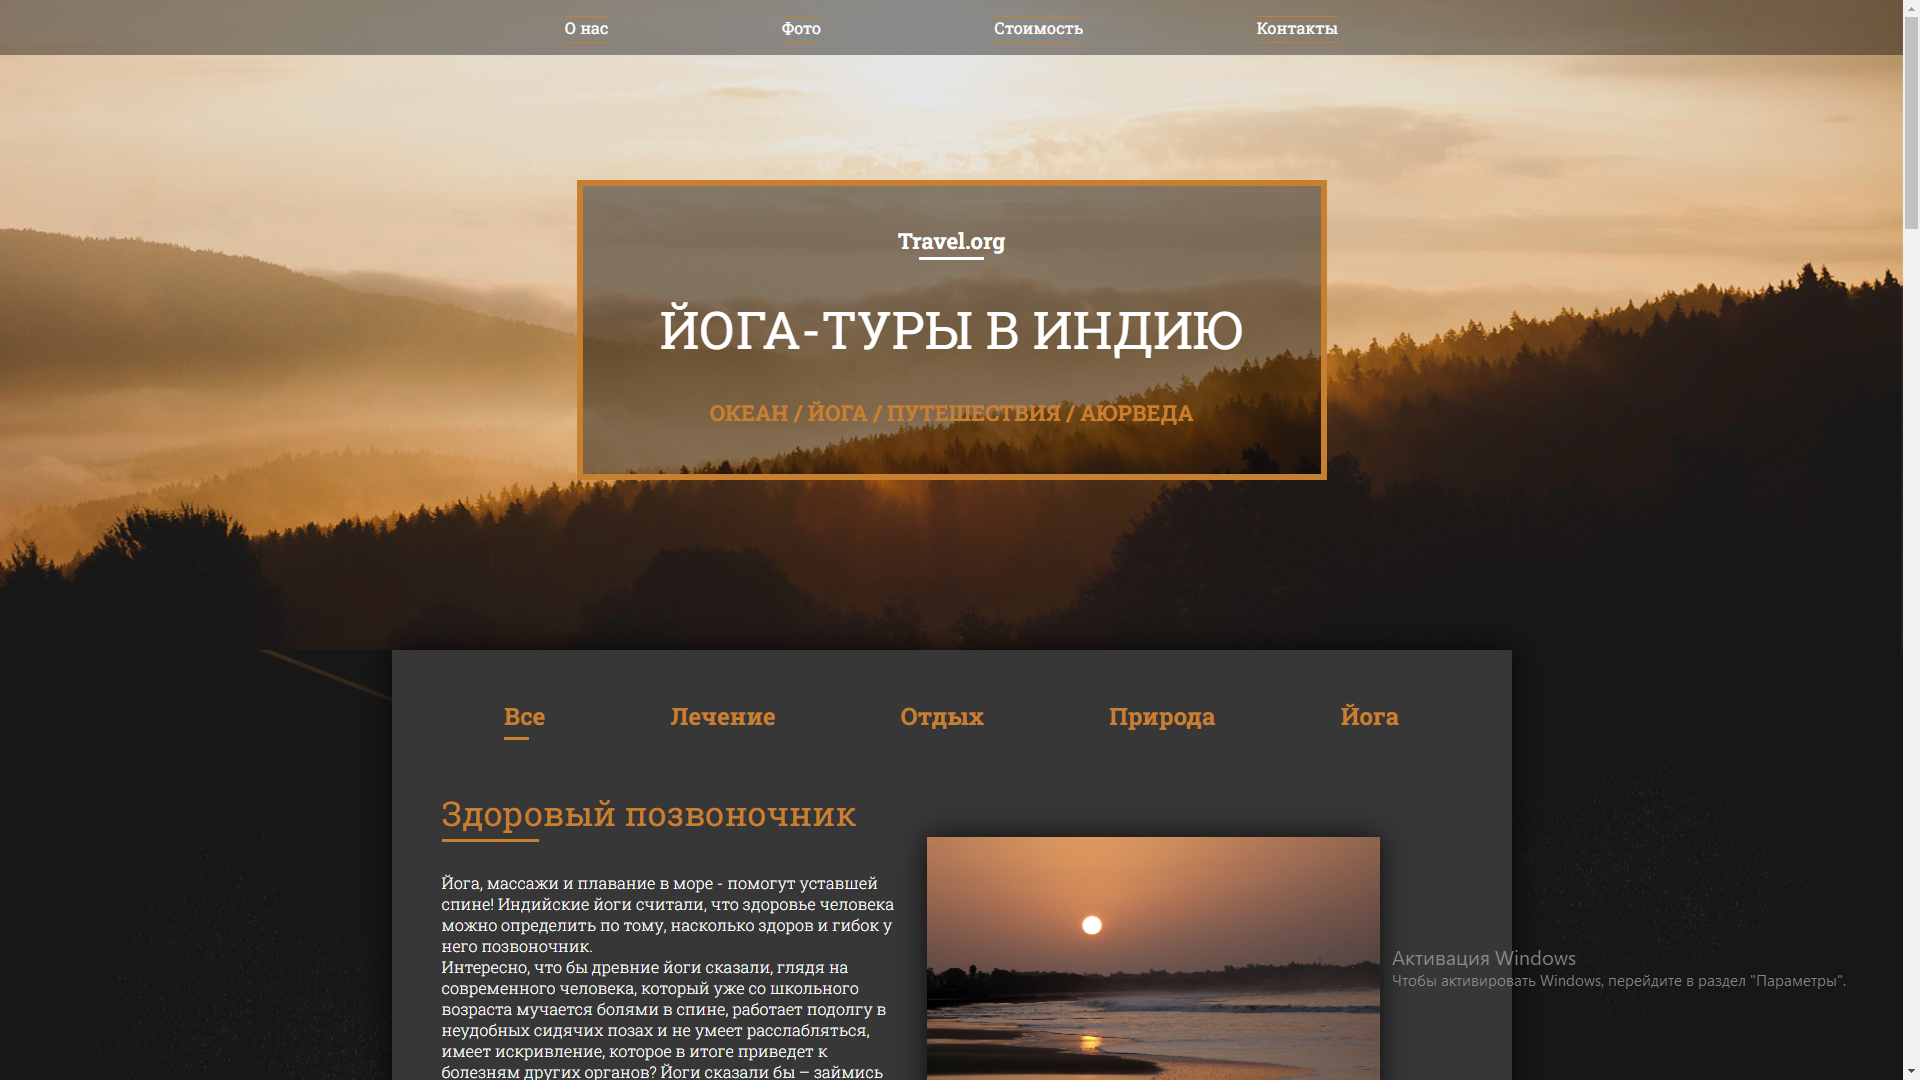 О нас
Фото
Стоимость
Контакты
Travel.org
ЙОГА-ТУРЫ В ИНДИЮ
ОКЕАН / ЙОГА / ПУТЕШЕСТВИЯ / АЮРВЕДА
Все
Лечение
Отдых
Природа
Йога
Здоровый позвоночник
Йога, массажи и плавание в море - помогут уставшей
спине! Индийские йоги считали, что здоровье человека
можно определить по тому, насколько здоров и гибок у
него позвоночник.
Интересно, что бы древние йоги сказали, глядя на
современного человека, который уже со школьного
возраста мучается болями в спине, работает подолгу в
неудобных сидячих позах и не умеет расслабляться,
имеет искривление, которое в итоге приведет к
болезням других органов? Йоги сказали бы – займись
Активация Windows
Чтобы активировать Windows, перейдите в раздел "Параметры".